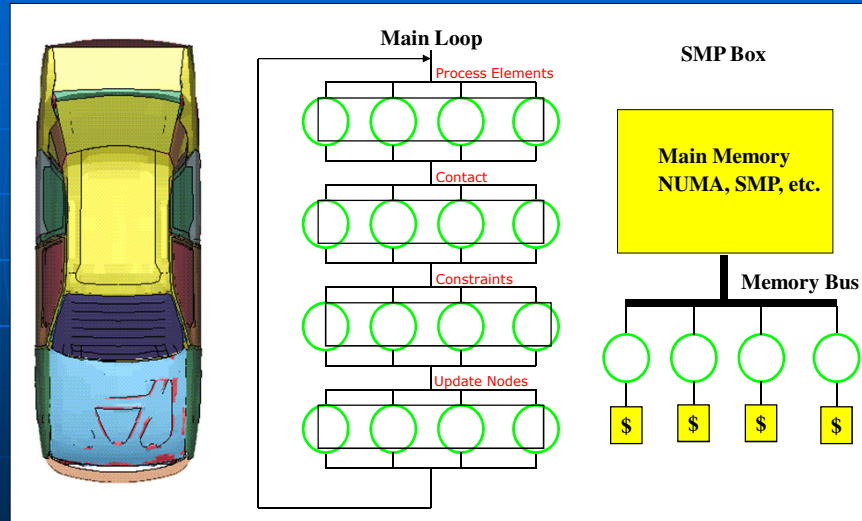 Main Loop
Process Elements
Contact
Constraints
Update Nodes
SMP Box
Main Memory
NUMA, SMP, etc.
Memory Bus
$ $ $ $